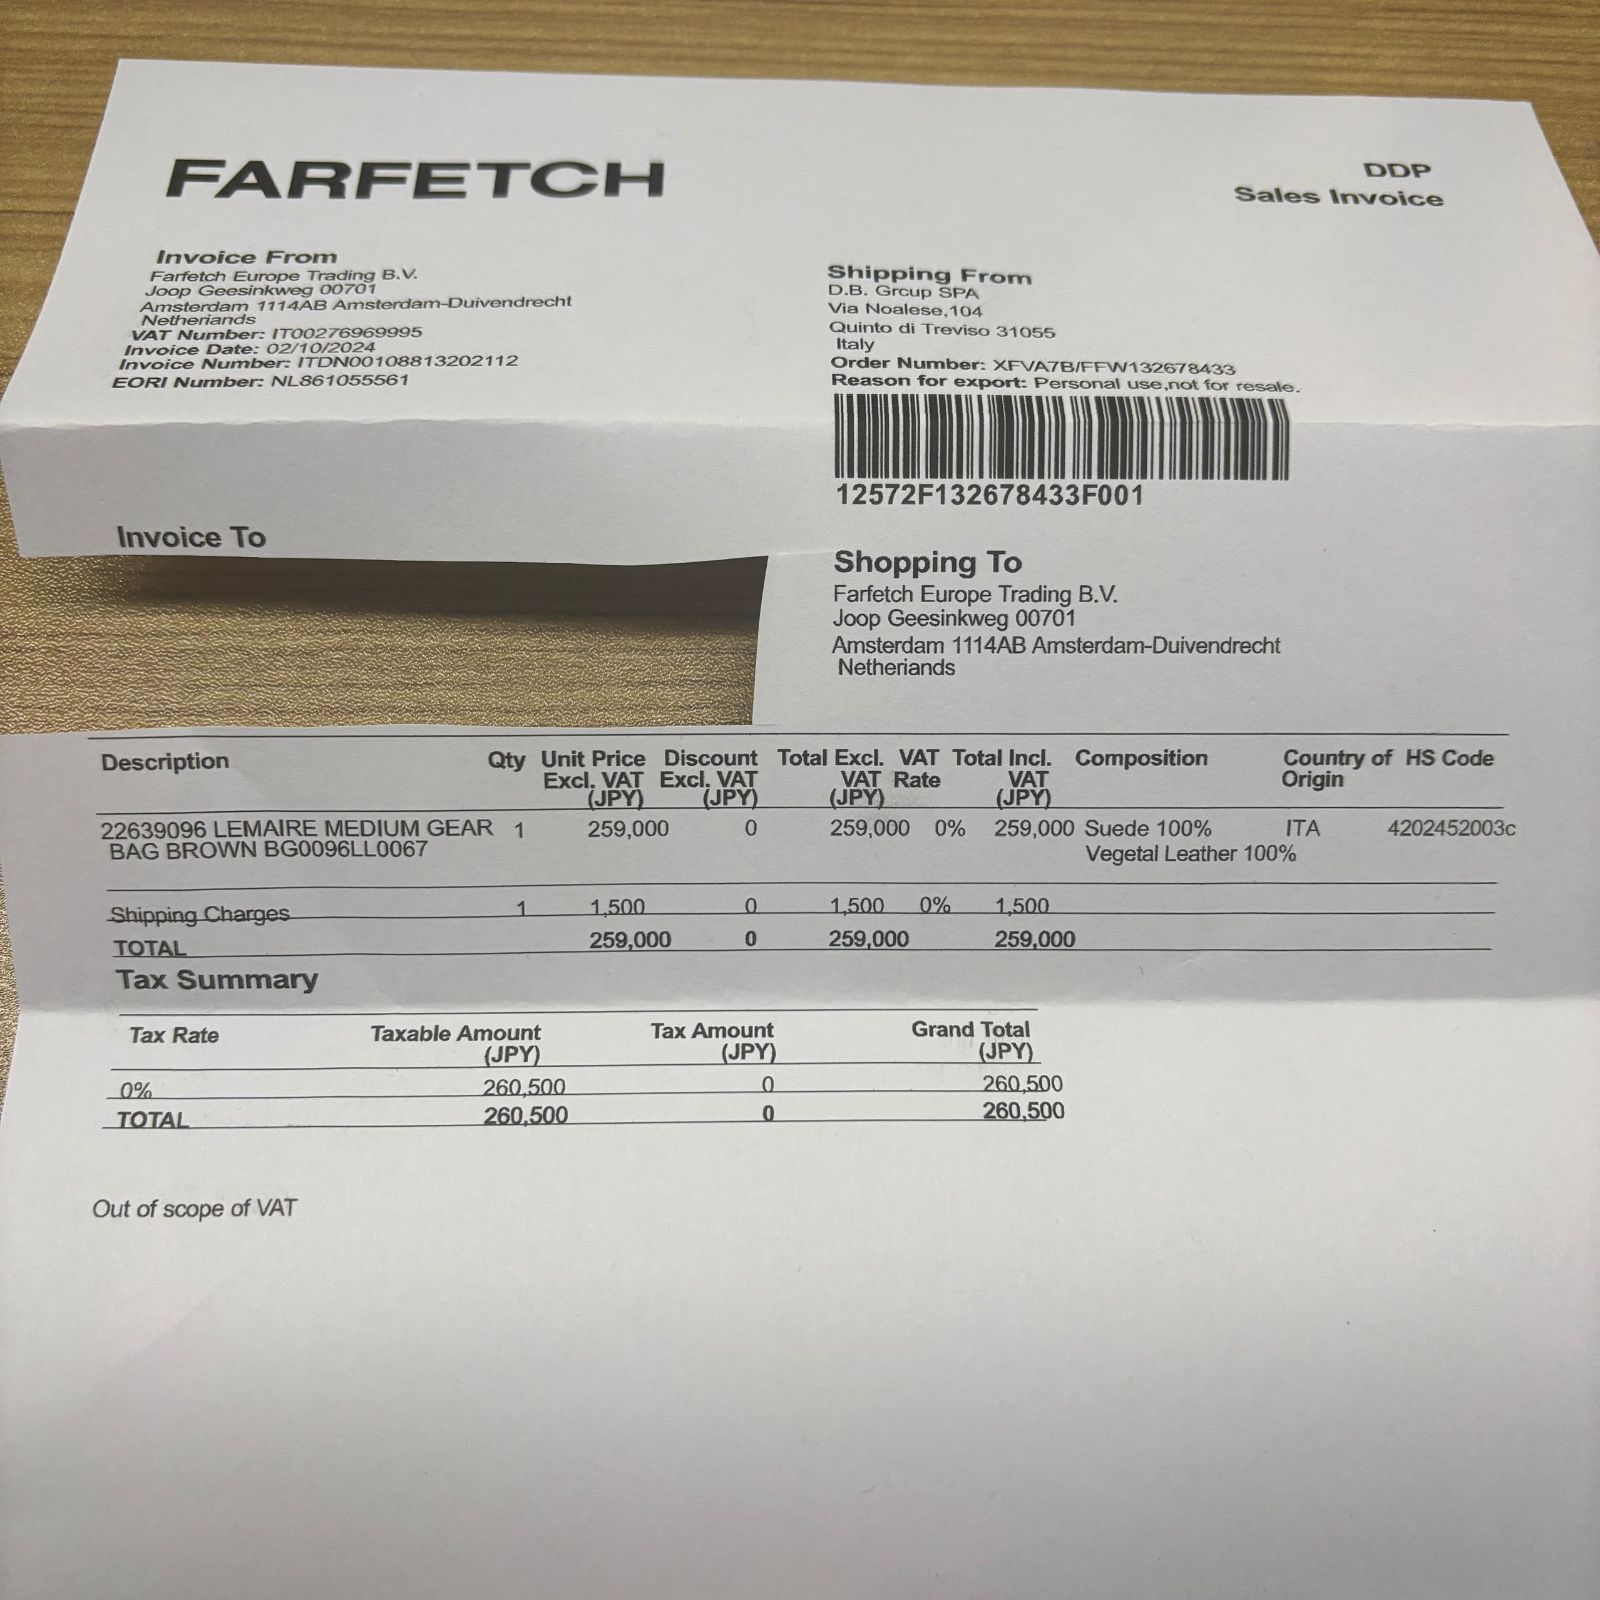 FARFETCH
DDP
Sales Invoice
Invoice From
Farfetch Europe Trading B.V.
Joop Geesinkweg 00701
Amsterdam 1114AB Amsterdam-Duivendrecht
Netheriands
VAT Number: IT00276969995
Invoice Date: 02/10/2024
Invoice Number: ITDN00108813202112
EORI Number: NL861055561
Shipping From
D.B. Grcup SPA
Via Noalese,104
Quinto di Treviso 31055
Italy
Order Number: XFVA7B/FFW132678433
Reason for export: Personal use,not for resale.
12572F132678433F001
Invoice To
Shopping To
Farfetch Europe Trading B.V.
Joop Geesinkweg 00701
Amsterdam 1114AB Amsterdam-Duivendrecht
Netheriands
Description Qty Unit Price Discount Total Excl. VAT Total Incl. Composition Country of HS Code
Excl. VAT Excl. VAT VAT Rate VAT Origin
(JPY) (JPY) (JPY) (JPY)
22639096 LEMAIRE MEDIUM GEAR 1 259,000 0 259,000 0% 259,000 Suede 100% ITA 4202452003c
BAG BROWN BG0096LL0067 Vegetal Leather 100%
Shipping Charges 1 1,500 0 1,500 0% 1,500
TOTAL 259,000 0 259,000 259,000
Tax Summary
Tax Rate Taxable Amount Tax Amount Grand Total
(JPY) (JPY) (JPY)
0% 260,500 0 260,500
TOTAL 260,500 0 260,500
Out of scope of VAT